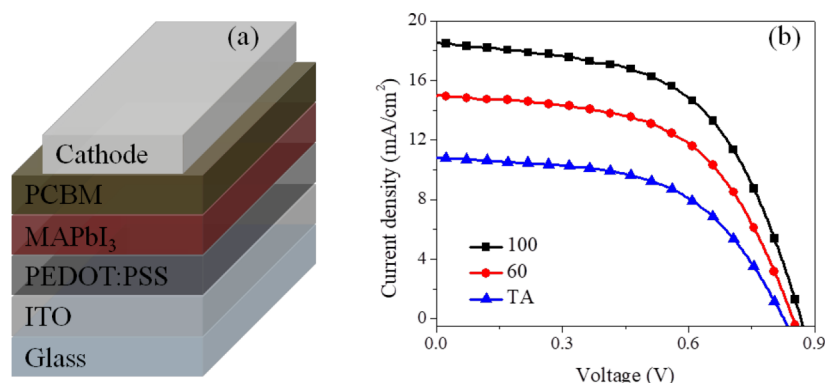 (a)
Cathode
PCBM
MAPbI₃
PEDOT:PSS
ITO
Glass
(b)
Current density (mA/cm²)
20
16
12
8
4
0
100
60
TA
0.0
0.3
0.6
0.9
Voltage (V)